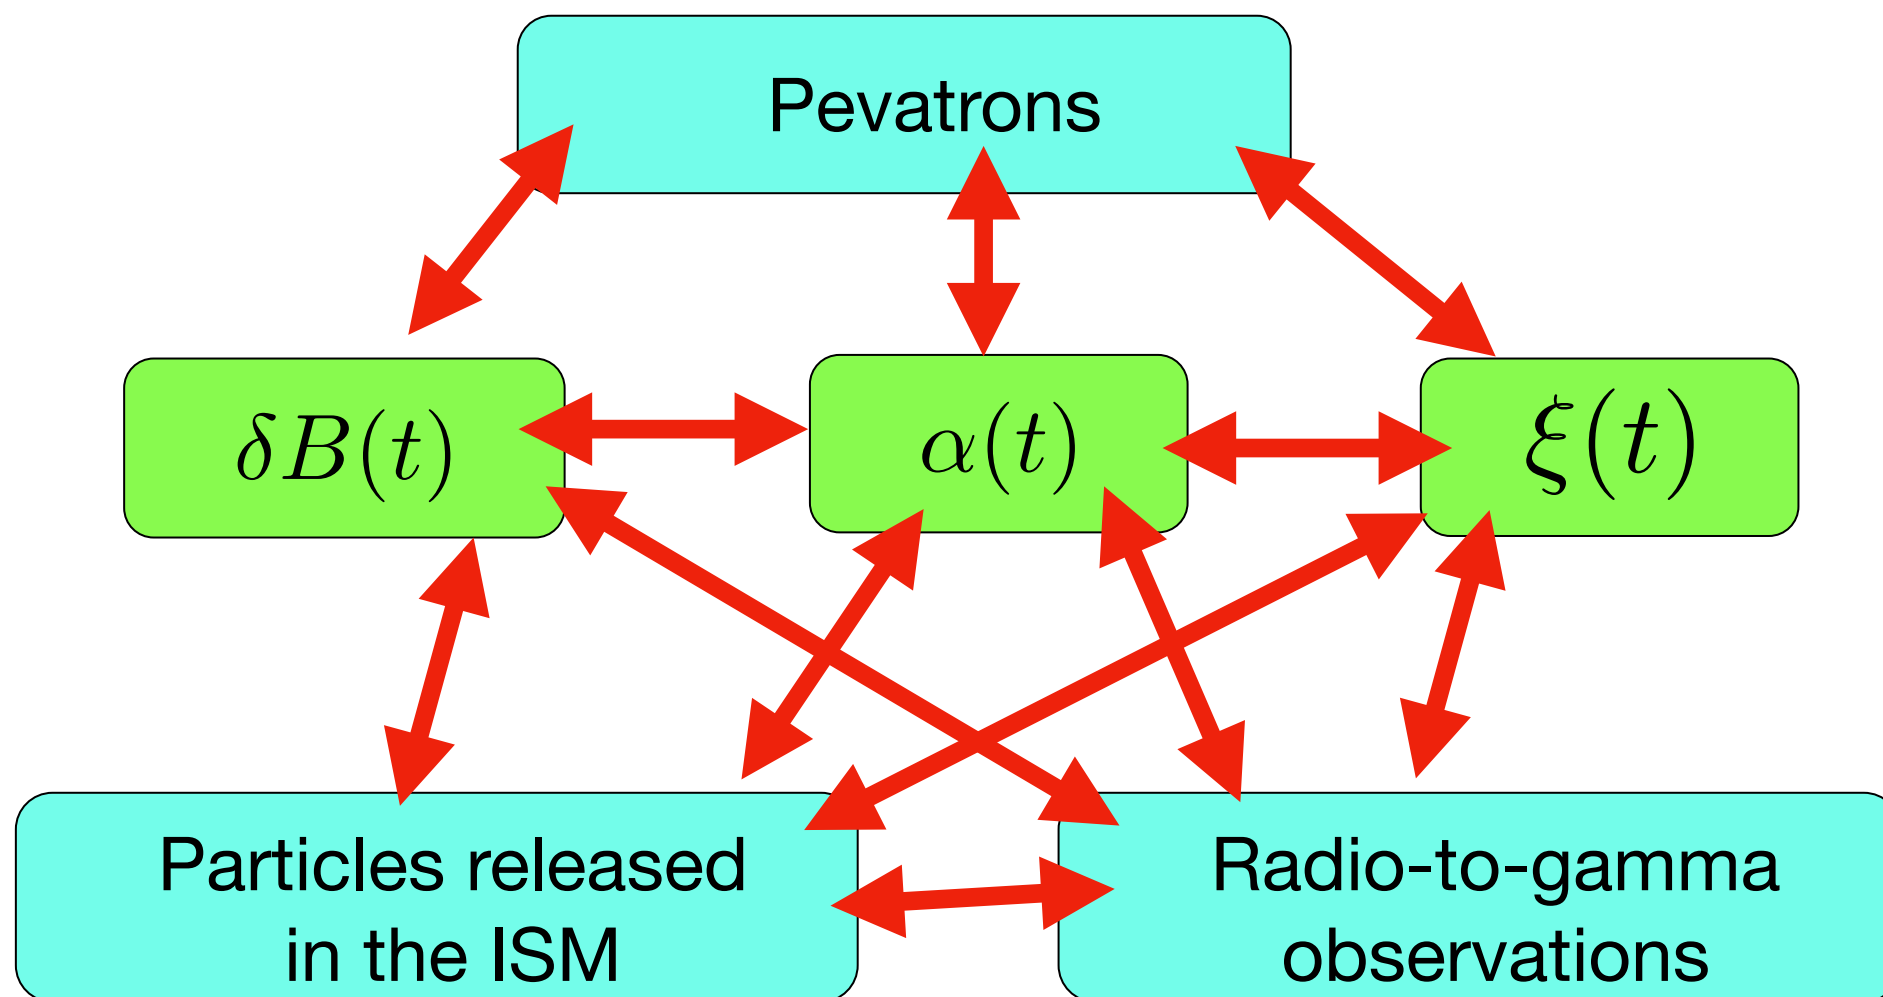 Pevatrons
δB(t)
α(t)
ξ(t)
Particles released
in the ISM
Radio-to-gamma
observations